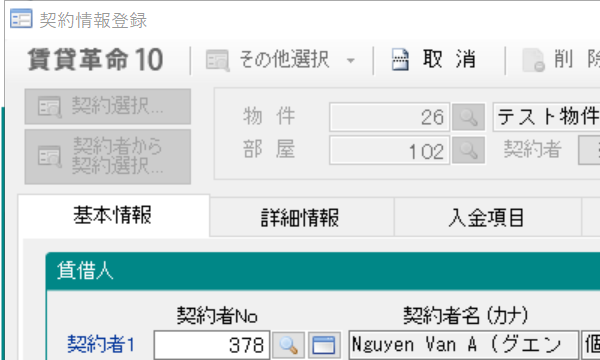 契約情報登録
賃貸革命10 その他選択 取 消 削
契約選択... 物 件 26 テスト物件
契約者から
契約選択... 部 屋 102 契約者
基本情報 詳細情報 入金項目
賃借人
契約者No 契約者名 (カナ)
契約者1 378 Nguyen Van A (グエン 個